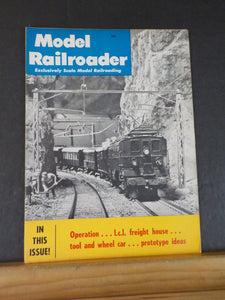 Model
Railroader
Exclusively Scale Model Railroading
IN
THIS
ISSUE!
Operation . . . l.c.l. freight house . . .
tool and wheel car . . . prototype ideas